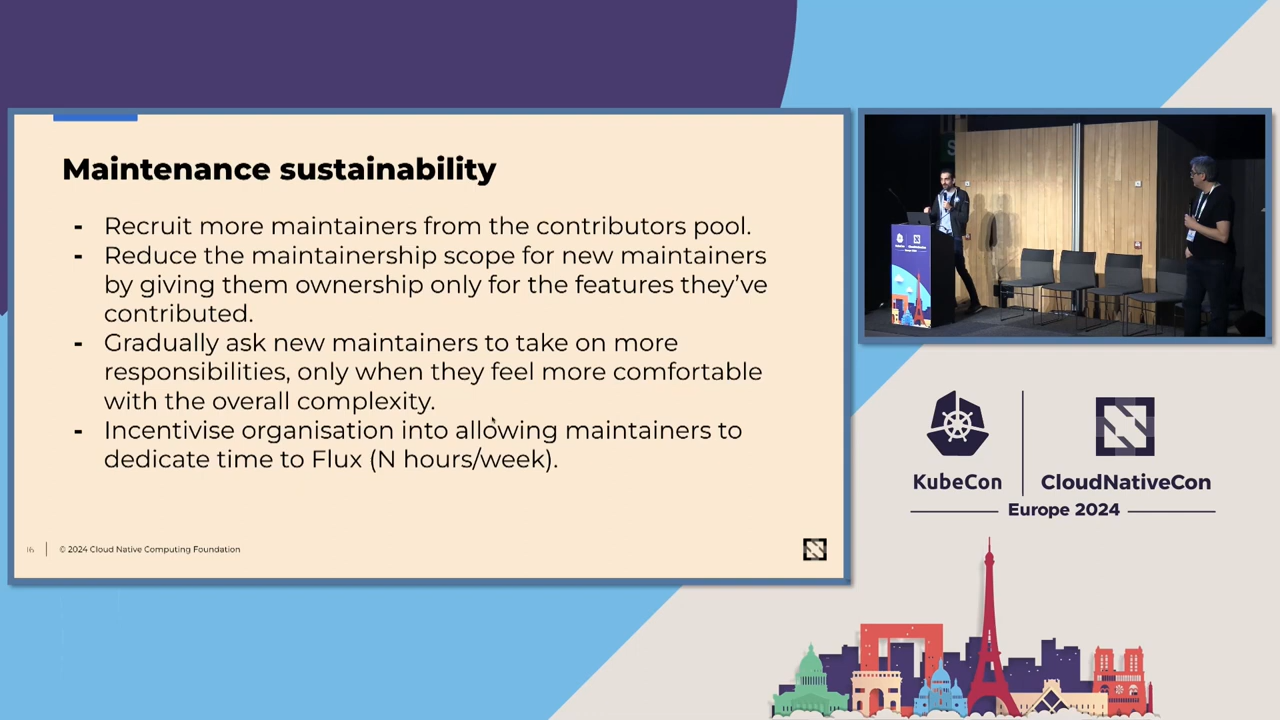 Maintenance sustainability
- Recruit more maintainers from the contributors pool.
- Reduce the maintainership scope for new maintainers
by giving them ownership only for the features they've
contributed.
- Gradually ask new maintainers to take on more
responsibilities, only when they feel more comfortable
with the overall complexity.
- Incentivise organisation into allowing maintainers to
dedicate time to Flux (N hours/week).
16
© 2024 Cloud Native Computing Foundation
KubeCon
CloudNativeCon
Europe 2024